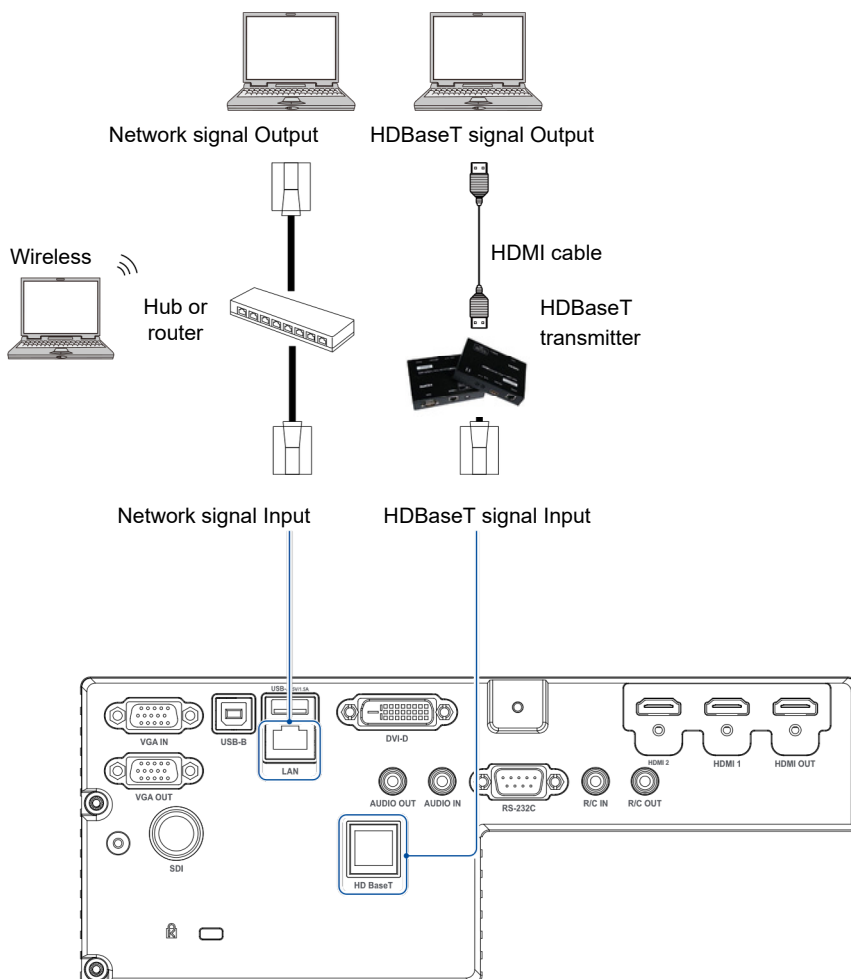 Network signal Output
HDBaseT signal Output
Wireless
HDMI cable
Hub or
router
HDBaseT
transmitter
Network signal Input
HDBaseT signal Input
VGA IN
USB-B
DVI-D
LAN
HDMI 2
HDMI 1
HDMI OUT
VGA OUT
AUDIO OUT
AUDIO IN
RS-232C
R/C IN
R/C OUT
SDI
HD BaseT
K